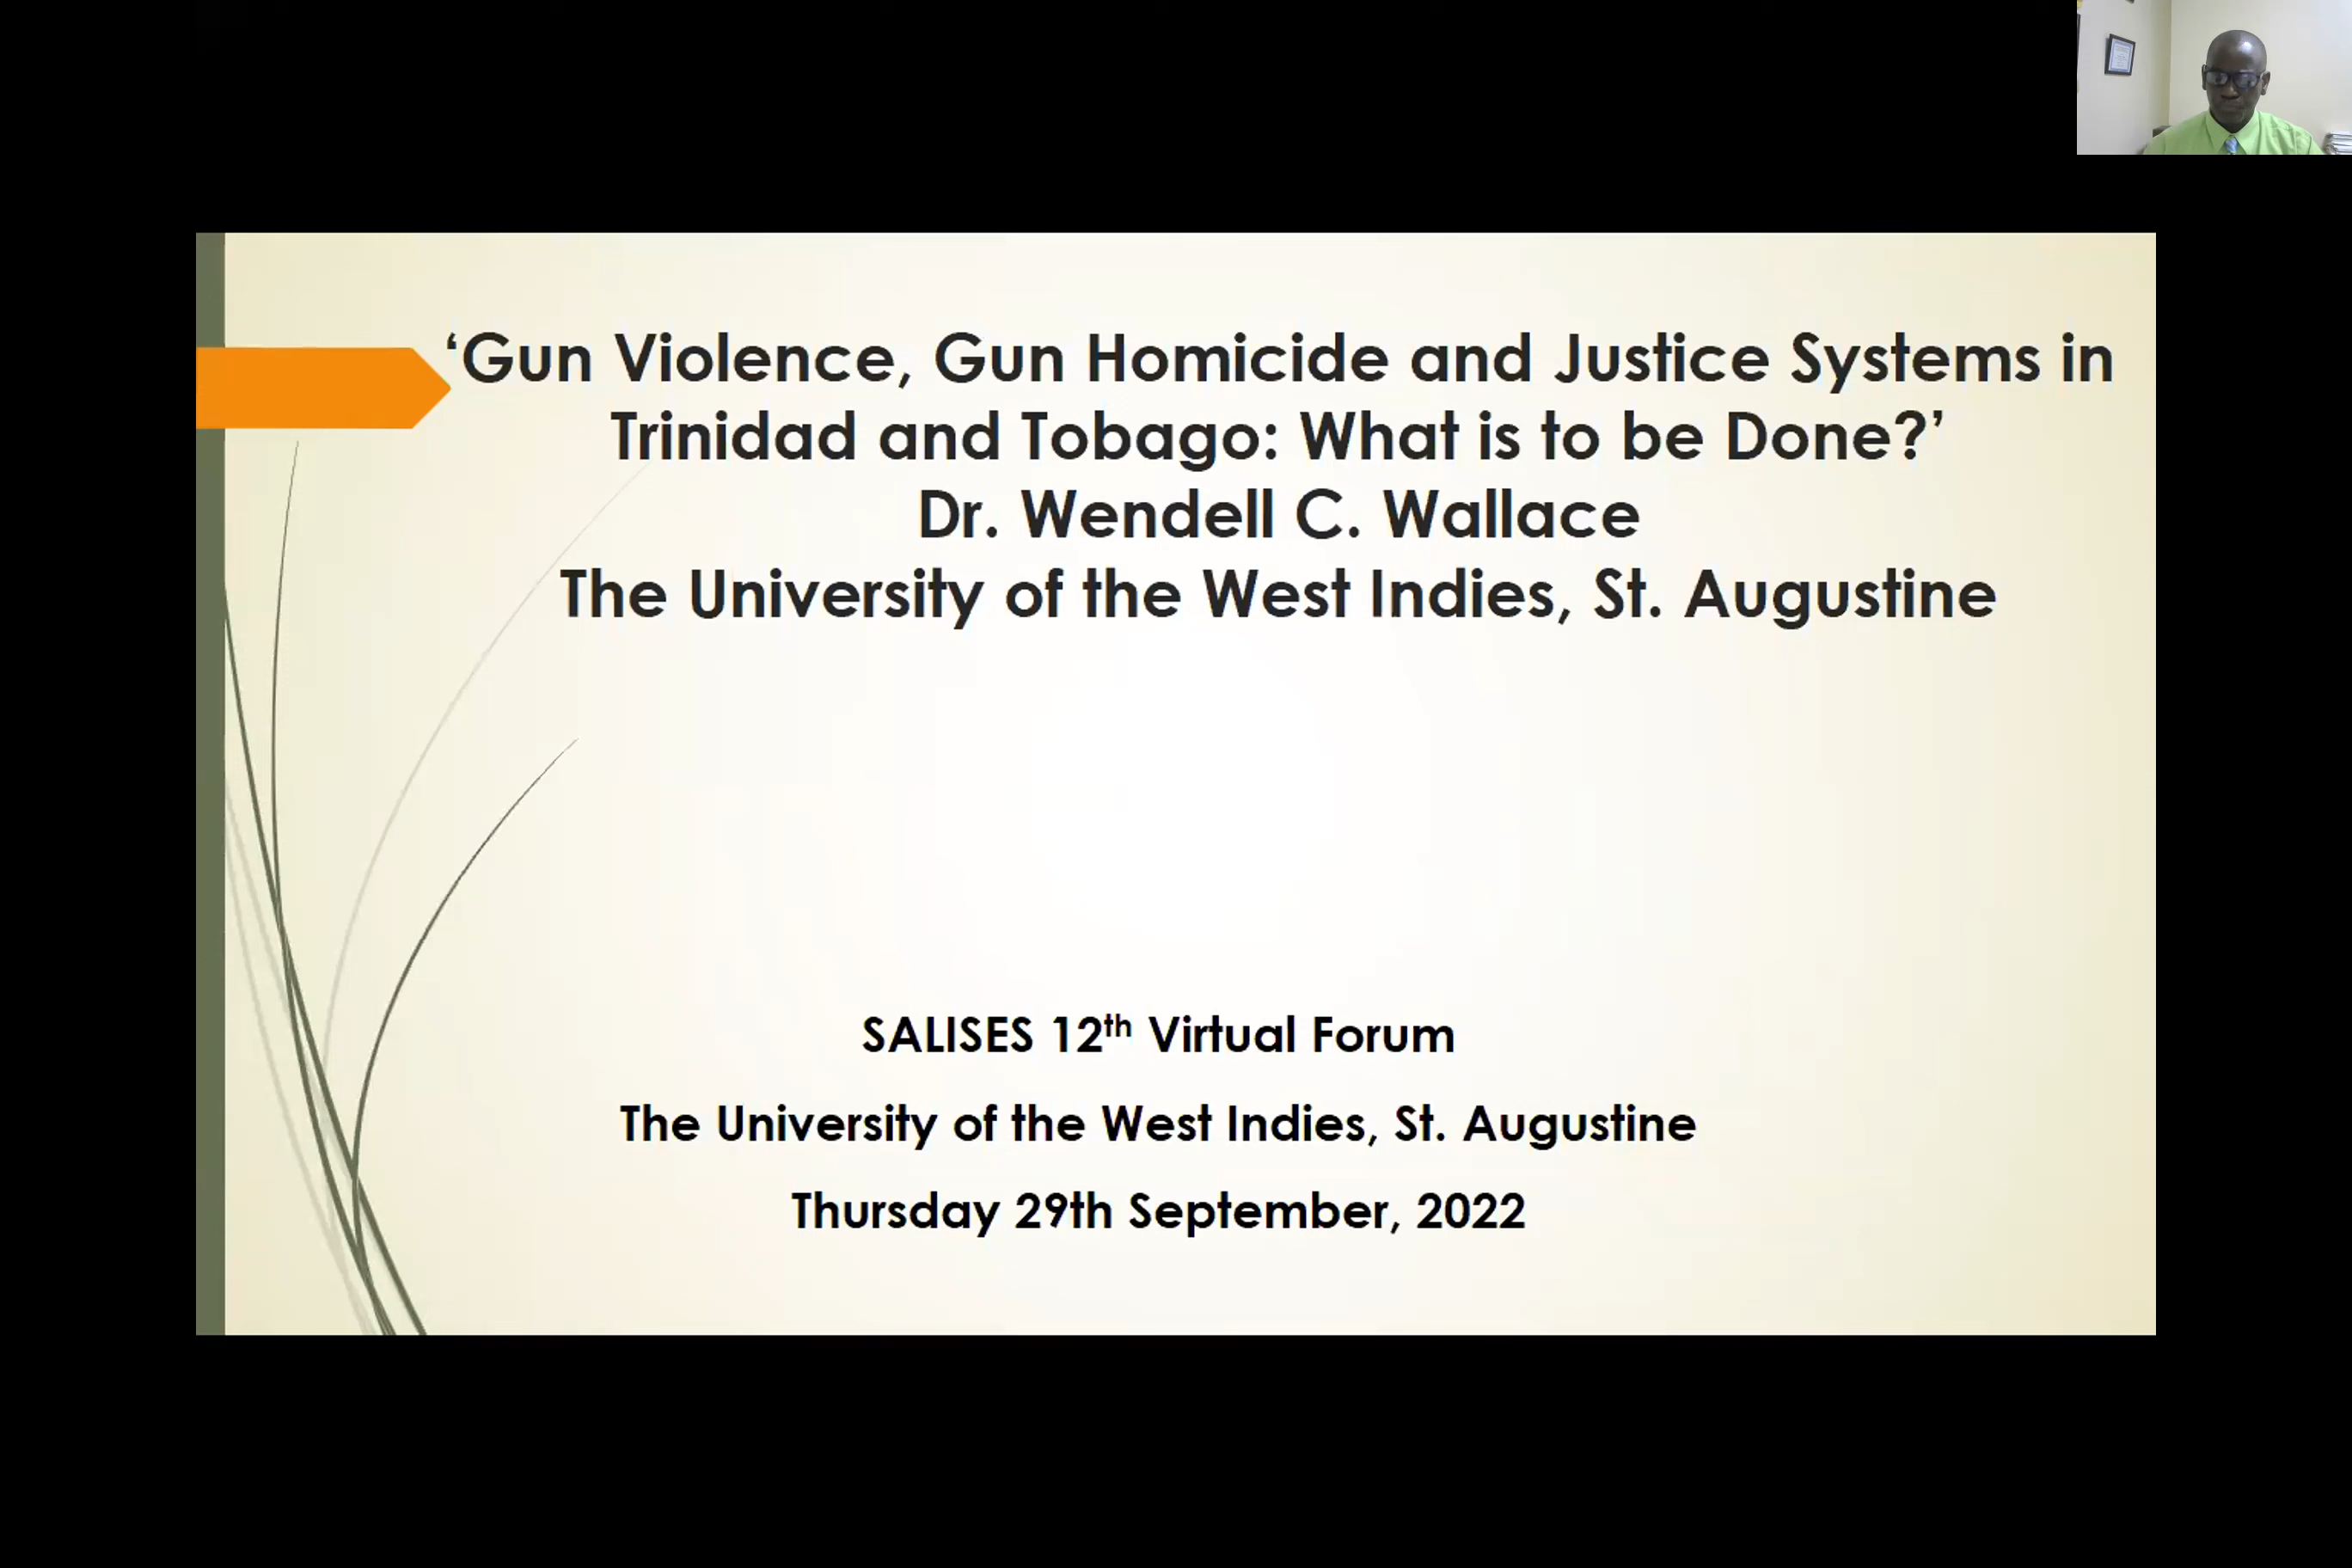 ‘Gun Violence, Gun Homicide and Justice Systems in
Trinidad and Tobago: What is to be Done?’
Dr. Wendell C. Wallace
The University of the West Indies, St. Augustine
SALISES 12th Virtual Forum
The University of the West Indies, St. Augustine
Thursday 29th September, 2022